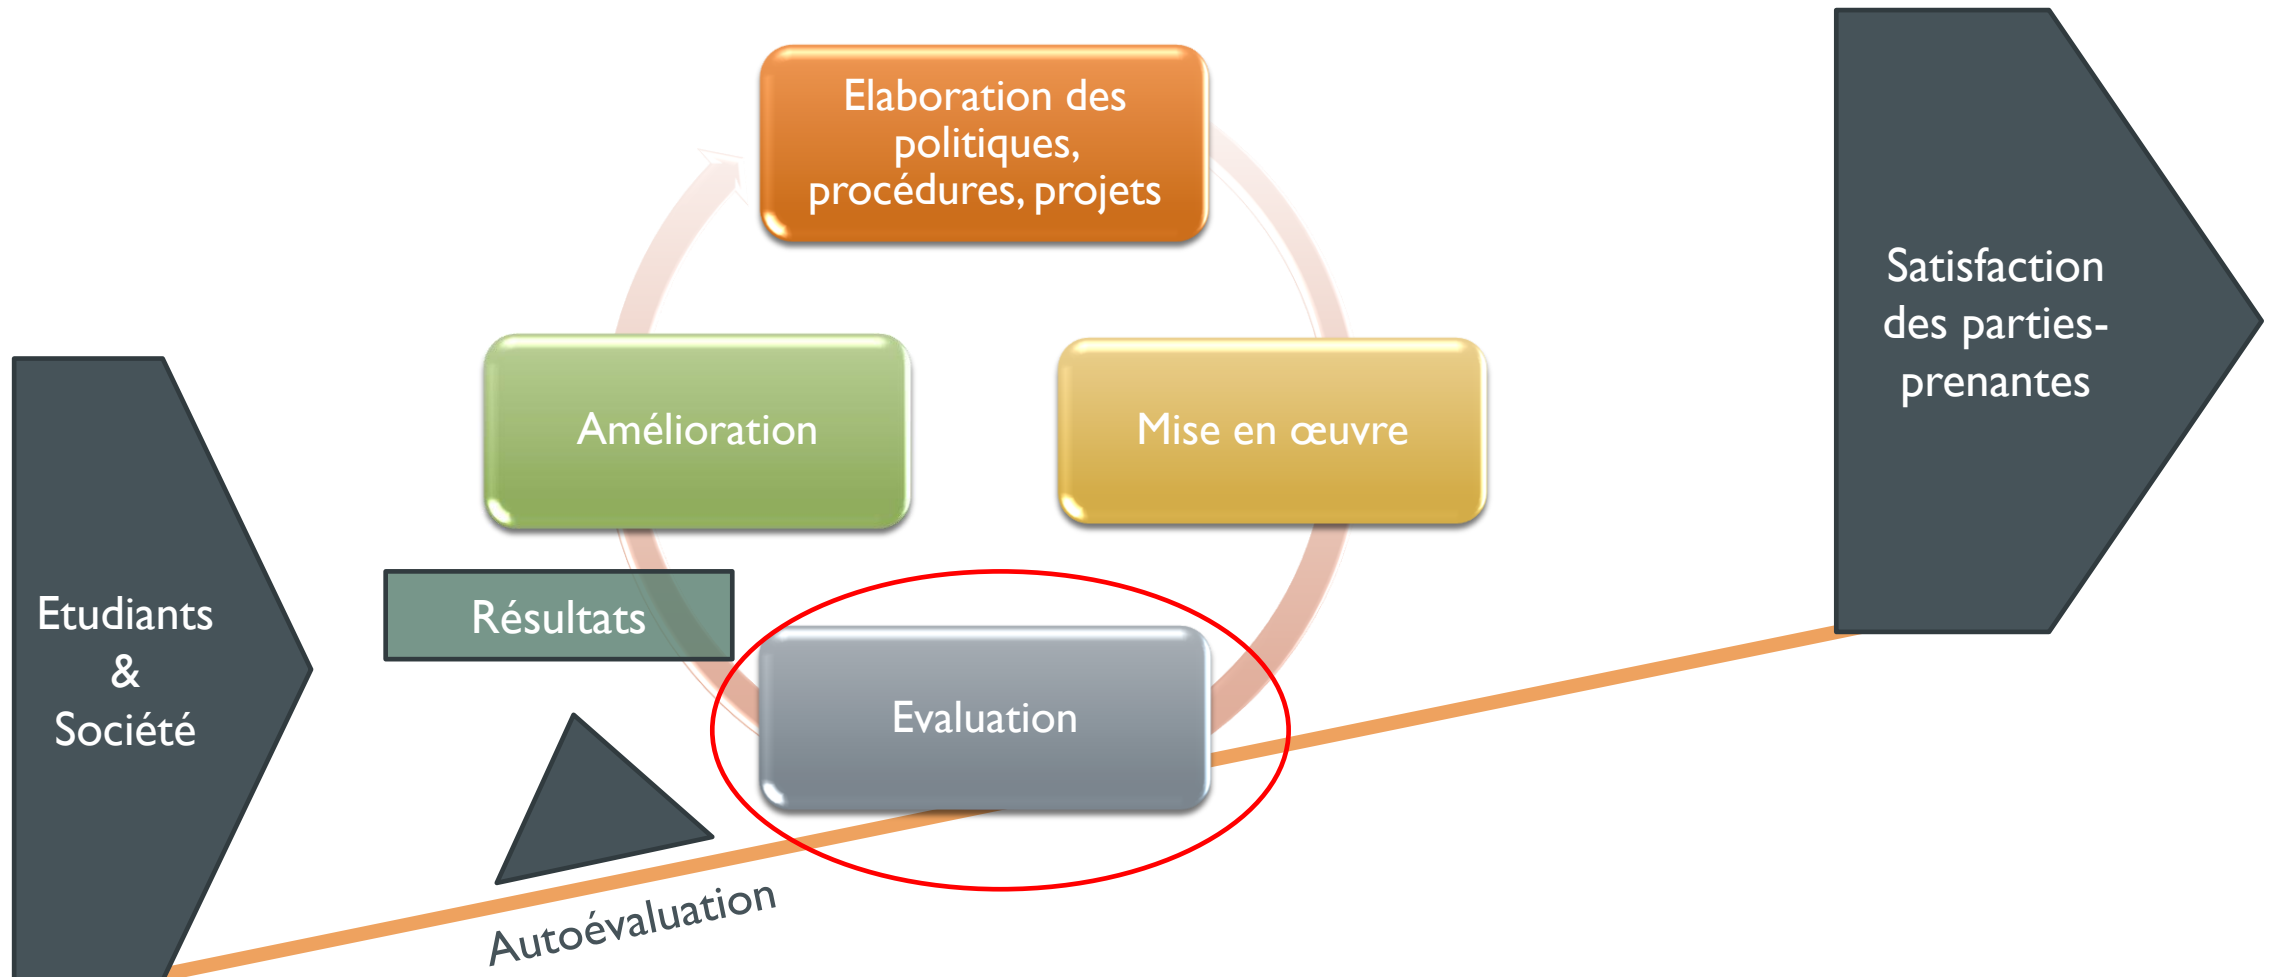 Elaboration des
politiques,
procédures, projets
Satisfaction
des parties-
prenantes
Amélioration
Mise en œuvre
Etudiants
&
Société
Résultats
Evaluation
Autoévaluation